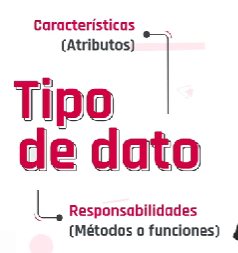 Características
(Atributos)
Tipo
de dato
Responsabilidades
(Métodos o funciones)